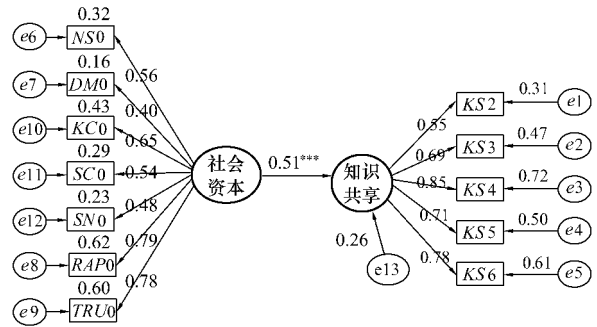 0.32
e6 NS0
0.56
0.16
e7 DM0
0.40
0.43
e10 KC0
0.65
0.29
e11 SC0
0.54
0.23
e12 SN0
0.48
0.62
e8 RAP0
0.79
0.60
e9 TRU0
0.78
社会
资本
0.51***
知识
共享
0.26
e13
0.55
KS2
0.31
e1
0.69
KS3
0.47
e2
0.85
KS4
0.72
e3
0.71
KS5
0.50
e4
0.78
KS6
0.61
e5